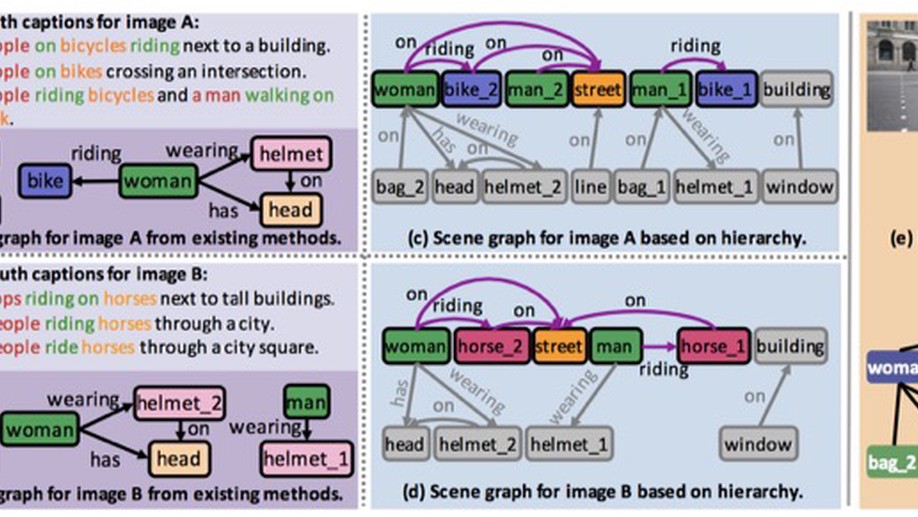 th captions for image A:
ople on bicycles riding next to a building.
ople on bikes crossing an intersection.
ople riding bicycles and a man walking on
k.
riding
wearing
helmet
bike
woman
on
has
head
graph for image A from existing methods.
on
riding
on
on
riding
woman
bike_2
man_2
street
man_1
bike_1
building
on
has
on
wearing
on
on
wearing
on
bag_2
head
helmet_2
line
bag_1
helmet_1
window
(c) Scene graph for image A based on hierarchy.
(e)
uth captions for image B:
ops riding on horses next to tall buildings.
eople riding horses through a city.
eople ride horses through a city square.
wearing
helmet_2
man
woman
on
wearing
has
head
helmet_1
graph for image B from existing methods.
on
riding
on
on
woman
horse_2
street
man
horse_1
building
riding
has
on
wearing
wearing
on
head
helmet_2
helmet_1
window
(d) Scene graph for image B based on hierarchy.
woma
bag_2